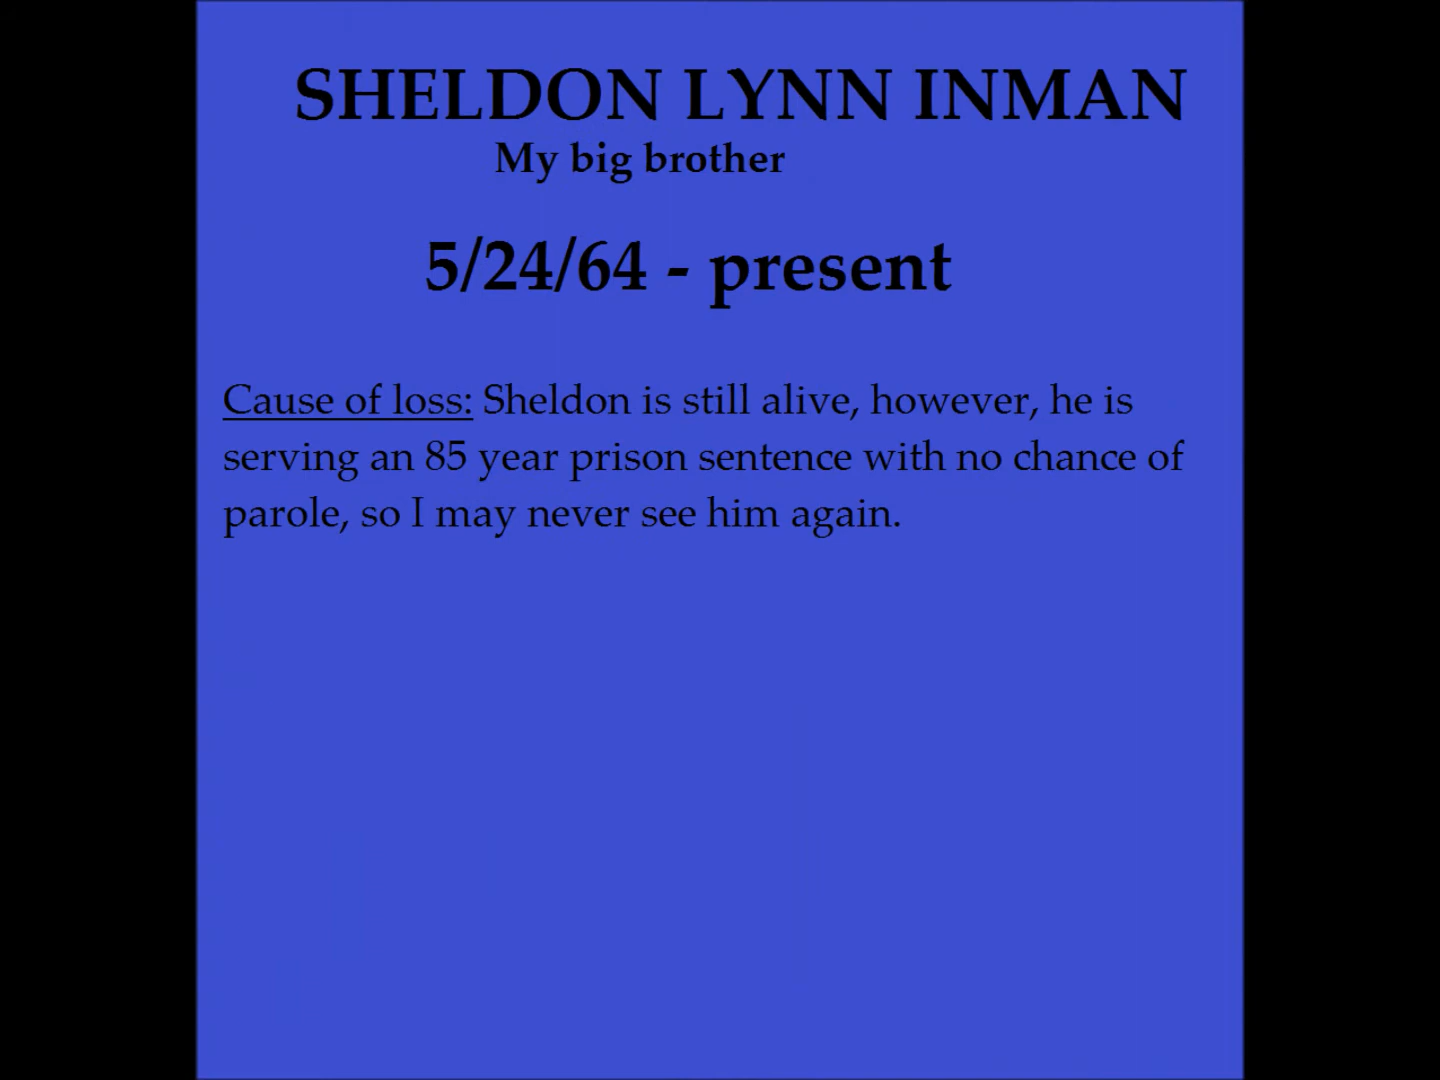 SHELDON LYNN INMAN
My big brother
5/24/64 - present
Cause of loss: Sheldon is still alive, however, he is
serving an 85 year prison sentence with no chance of
parole, so I may never see him again.